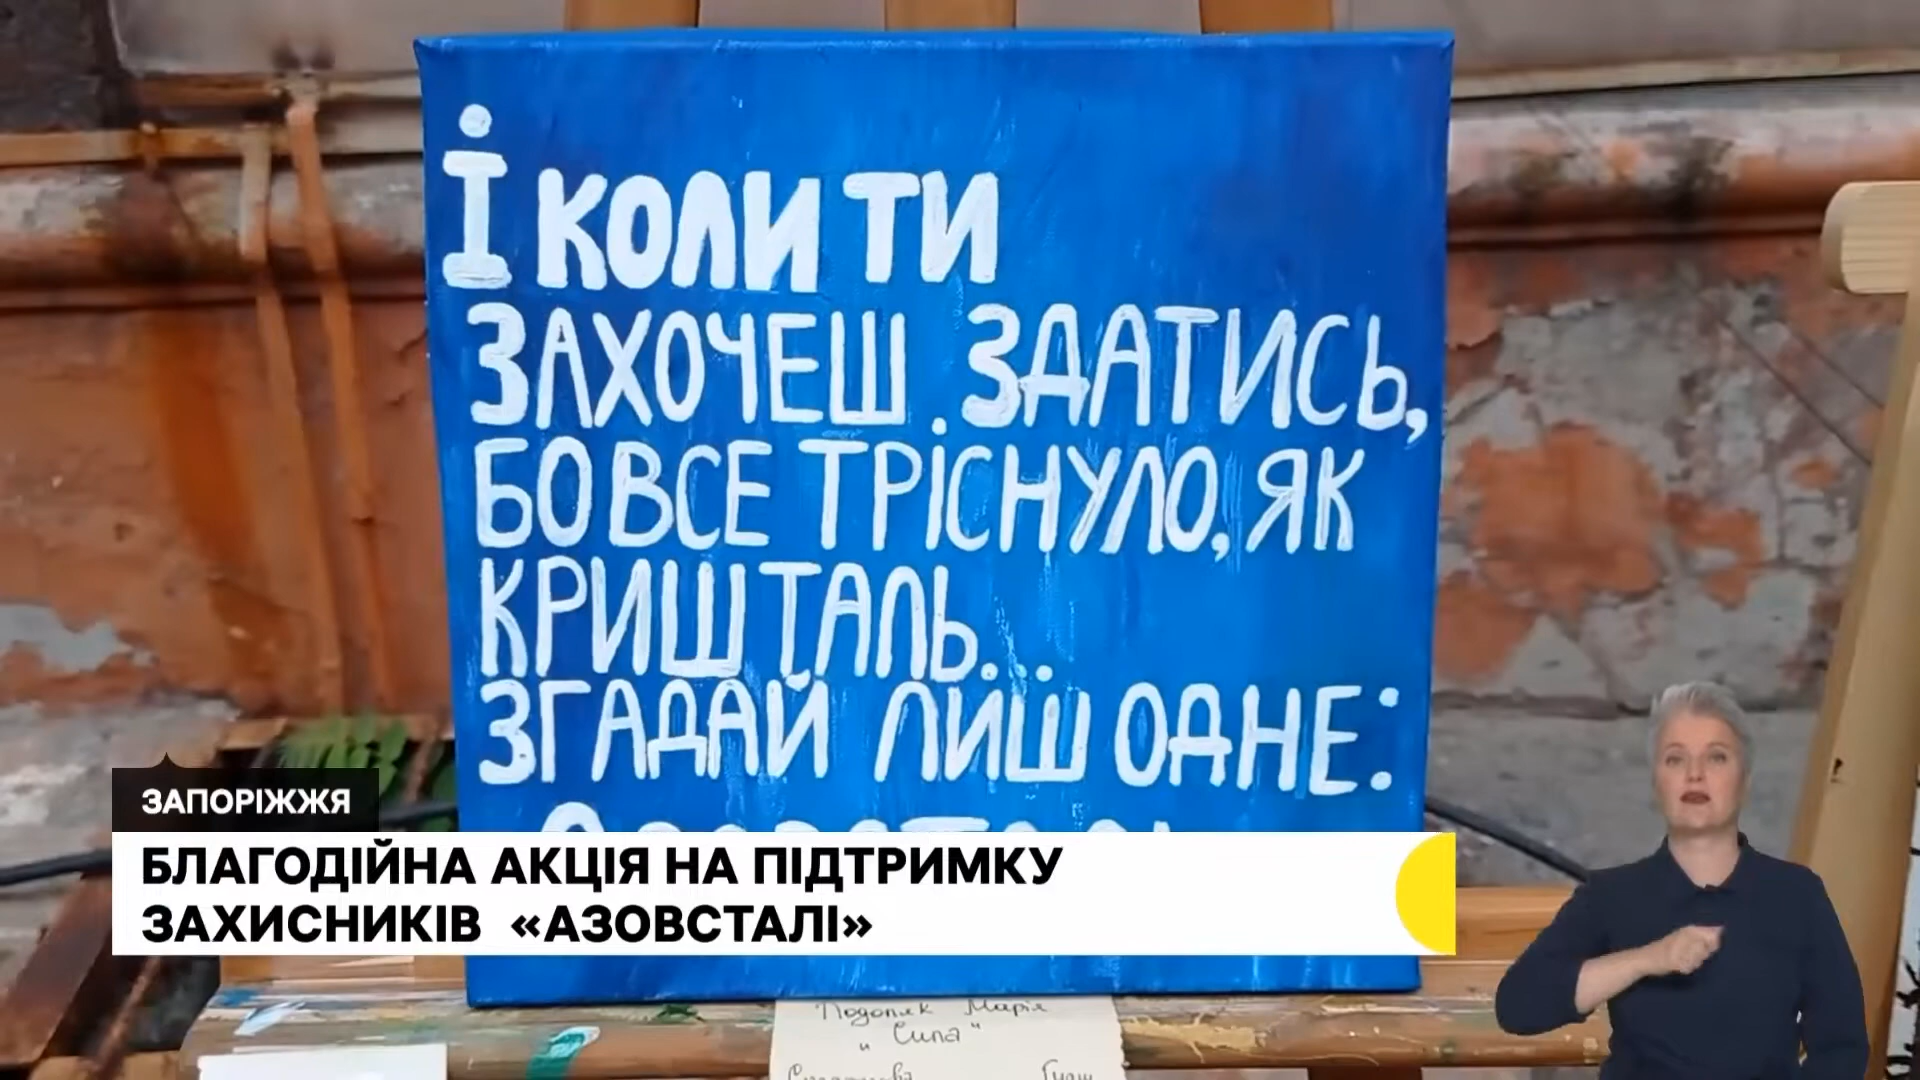 І КОЛИ ТИ
ЗАХОЧЕШ ЗДАТИСЬ,
БО ВСЕ ТРІСНУЛО, ЯК
КРИШТАЛЬ...
ЗГАДАЙ ЛИШ ОДНЕ:
ЗАПОРІЖЖЯ
БЛАГОДІЙНА АКЦІЯ НА ПІДТРИМКУ
ЗАХИСНИКІВ «АЗОВСТАЛІ»
Подоляк Марія
"Сила"